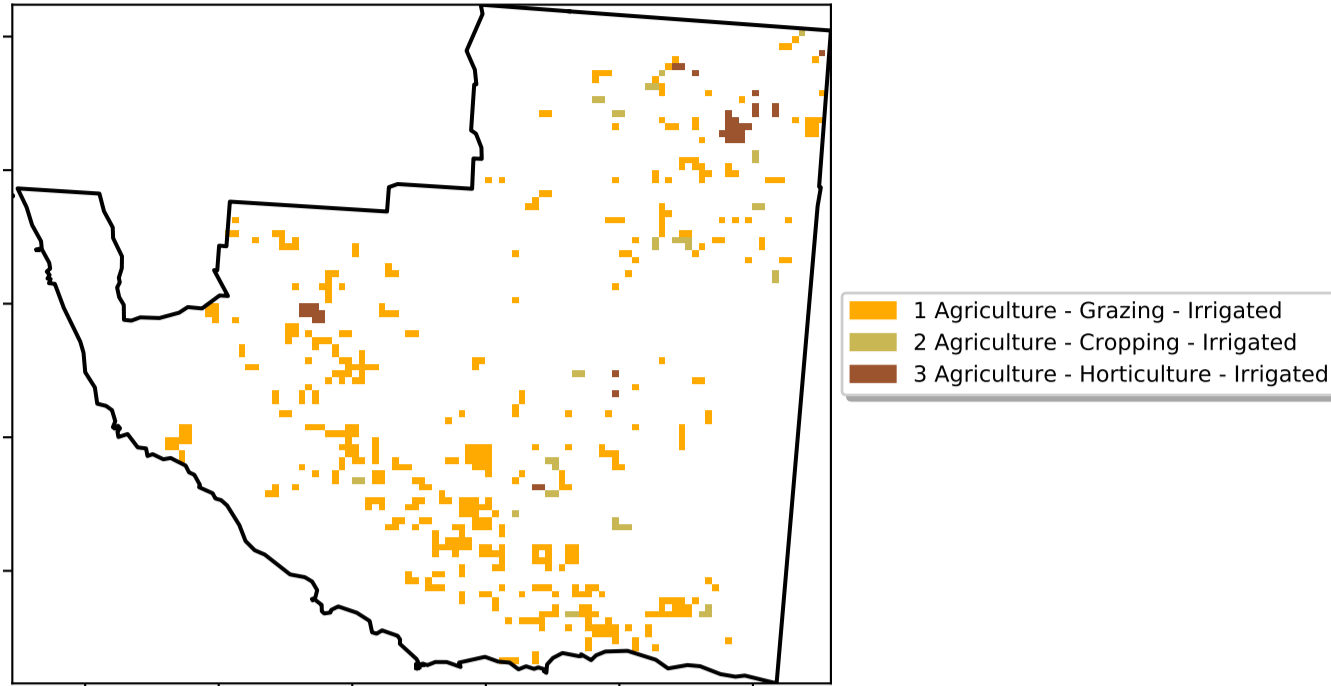 1 Agriculture - Grazing - Irrigated
2 Agriculture - Cropping - Irrigated
3 Agriculture - Horticulture - Irrigated